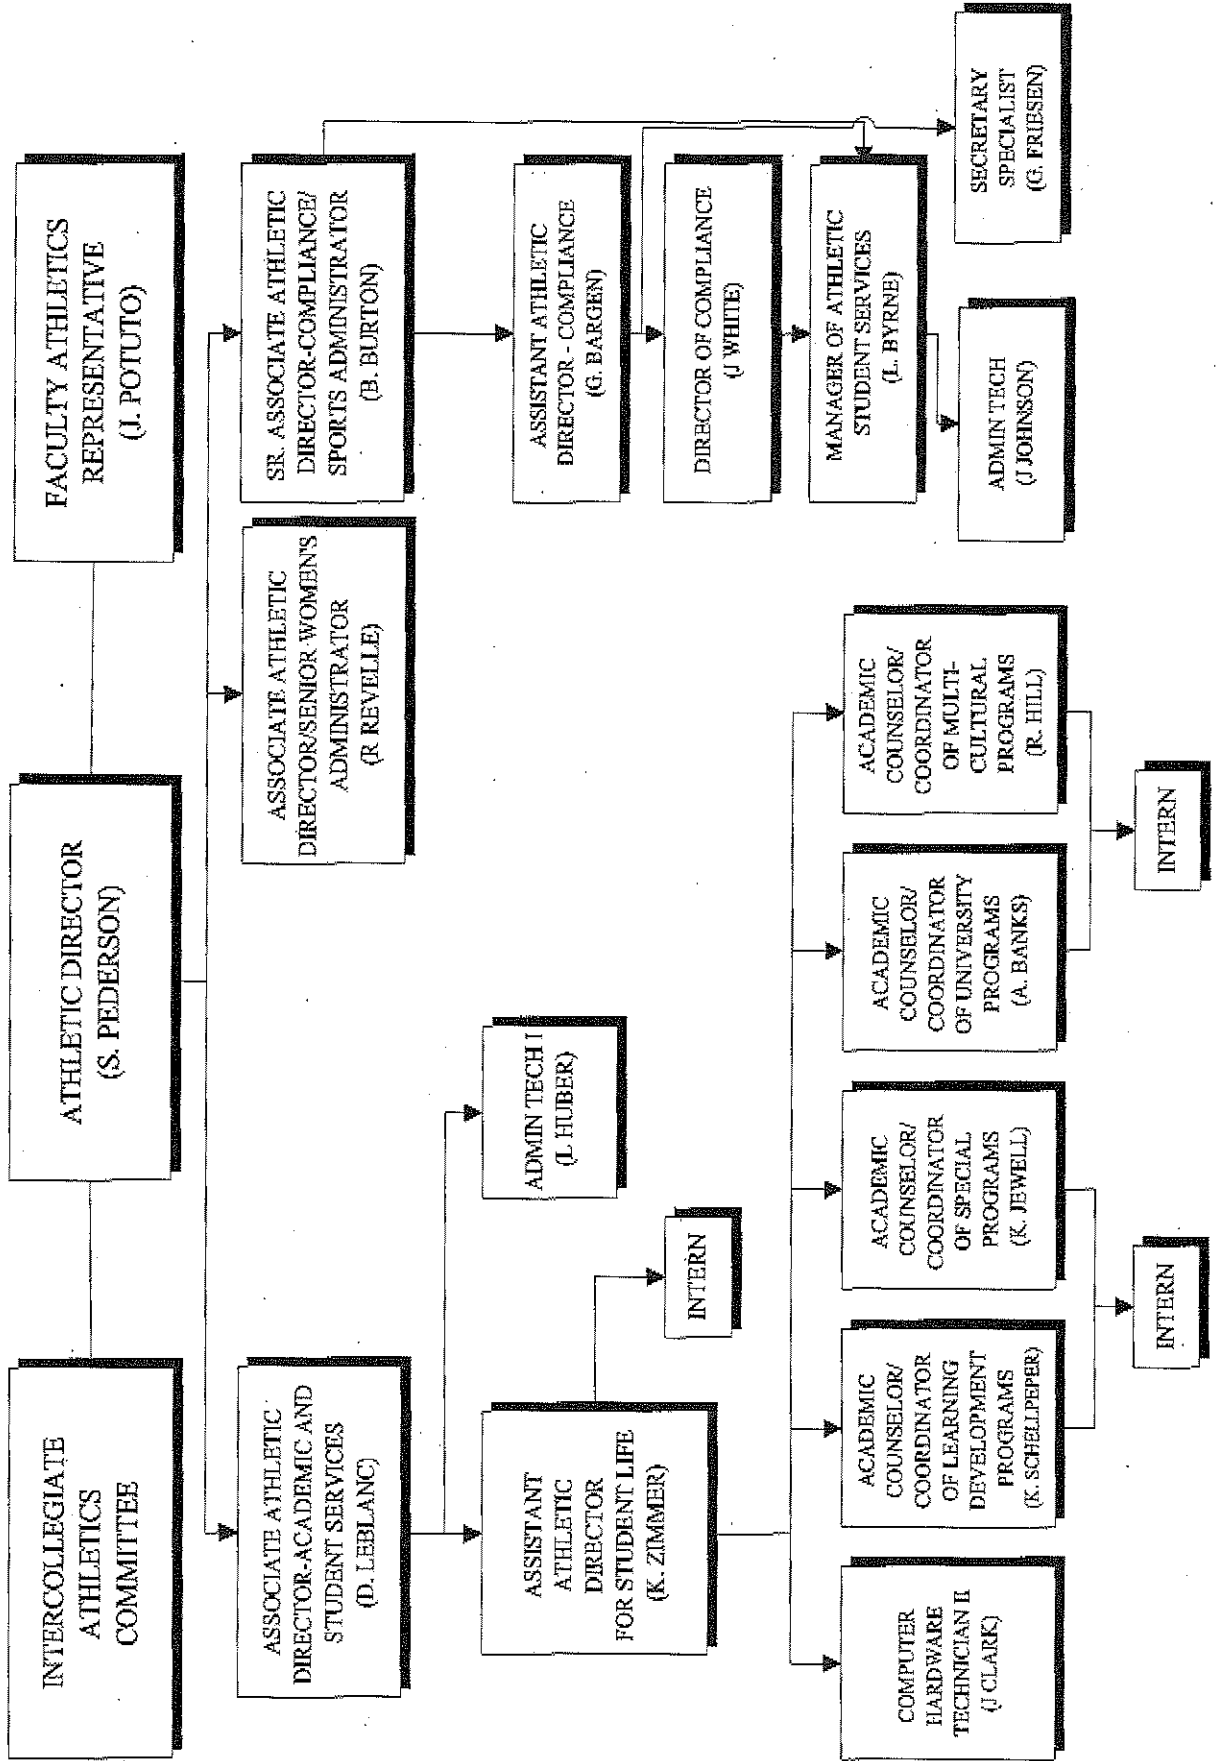 INTERCOLLEGIATE
ATHLETICS
COMMITTEE
ATHLETIC DIRECTOR
(S. PEDERSON)
FACULTY ATHLETICS
REPRESENTATIVE
(J. POTUTO)
ASSOCIATE ATHLETIC
DIRECTOR-ACADEMIC AND
STUDENT SERVICES
(D. LEBLANC)
ASSOCIATE ATHLETIC
DIRECTOR/SENIOR WOMEN'S
ADMINISTRATOR
(R REVELLE)
SR. ASSOCIATE ATHLETIC
DIRECTOR-COMPLIANCE/
SPORTS ADMINISTRATOR
(B. BURTON)
ASSISTANT
ATHLETIC
DIRECTOR
FOR STUDENT LIFE
(K. ZIMMER)
ADMIN TECH I
(J. HUBER)
INTERN
ASSISTANT ATHLETIC
DIRECTOR - COMPLIANCE
(G. BARGEN)
DIRECTOR OF COMPLIANCE
(J WHITE)
MANAGER OF ATHLETIC
STUDENT SERVICES
(L. BYRNE)
ADMIN TECH
(J JOHNSON)
SECRETARY
SPECIALIST
(G. FRIESEN)
COMPUTER
HARDWARE
TECHNICIAN II
(J CLARK)
ACADEMIC
COUNSELOR/
COORDINATOR
OF LEARNING
DEVELOPMENT
PROGRAMS
(K. SCHELLPEPER)
ACADEMIC
COUNSELOR/
COORDINATOR
OF SPECIAL
PROGRAMS
(K. JEWELL)
ACADEMIC
COUNSELOR/
COORDINATOR
OF UNIVERSITY
PROGRAMS
(A. BANKS)
ACADEMIC
COUNSELOR/
COORDINATOR
OF MULTI-
CULTURAL
PROGRAMS
(R. HILL)
INTERN
INTERN